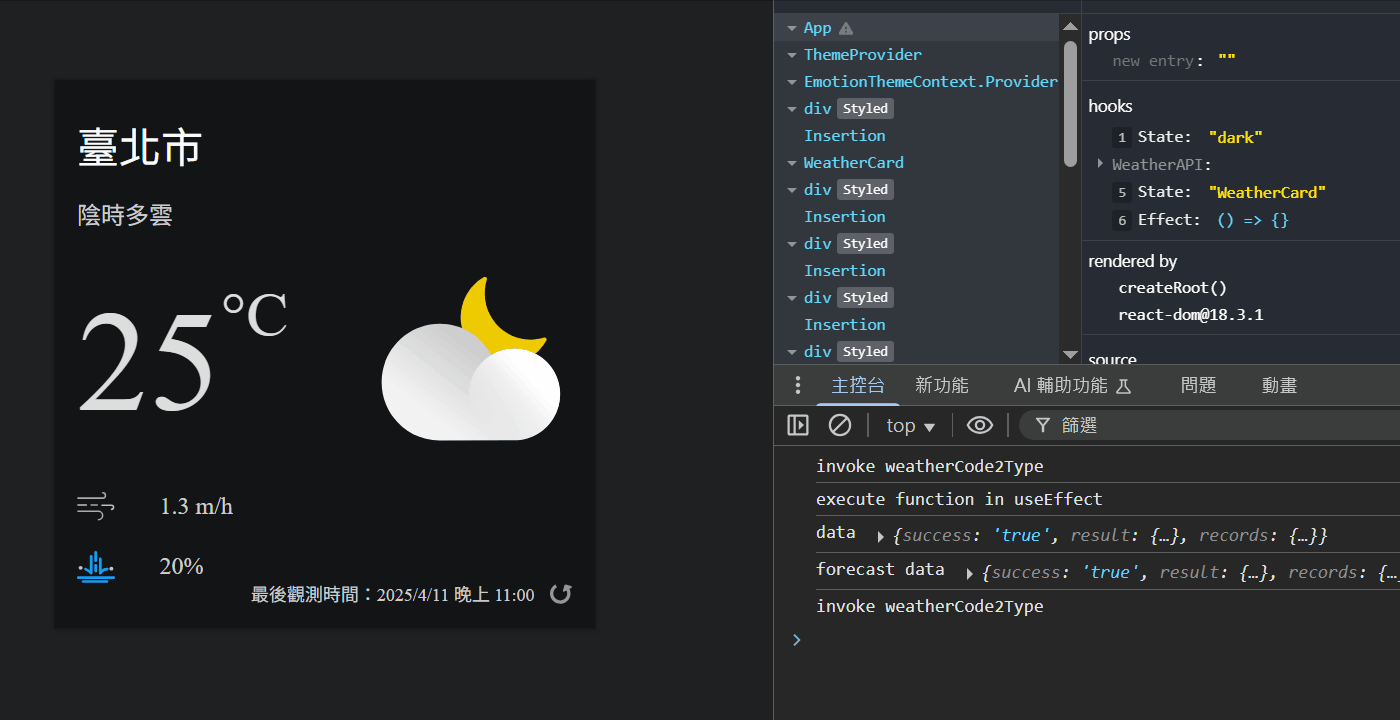 臺北市
陰時多雲
25 °C
1.3 m/h
20%
最後觀測時間：2025/4/11 晚上 11:00
App
ThemeProvider
EmotionThemeContext.Provider
div Styled
Insertion
WeatherCard
div Styled
Insertion
div Styled
Insertion
div Styled
Insertion
div Styled
props
new entry: ""
hooks
1 State: "dark"
WeatherAPI:
5 State: "WeatherCard"
6 Effect: () => {}
rendered by
createRoot()
react-dom@18.3.1
source
主控台 新功能 AI 輔助功能 問題 動畫
top 篩選
invoke weatherCode2Type
execute function in useEffect
data {success: 'true', result: {…}, records: {…}}
forecast data {success: 'true', result: {…}, records: {…
invoke weatherCode2Type